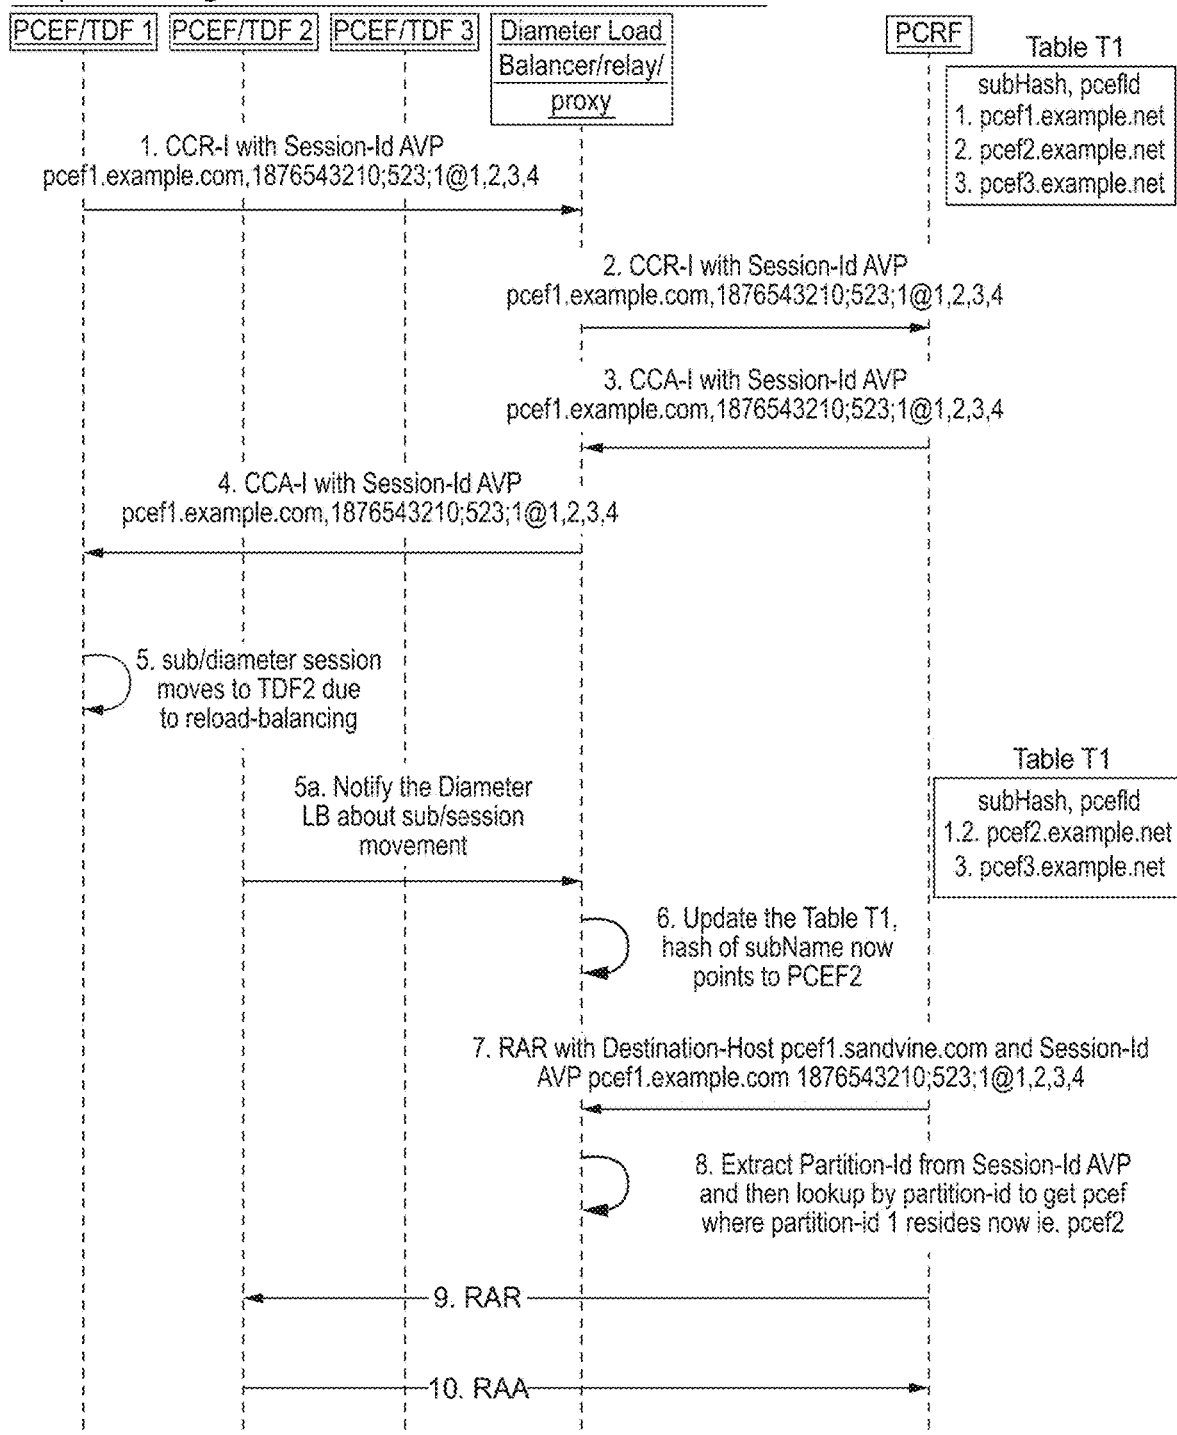 PCEF/TDF 1
PCEF/TDF 2
PCEF/TDF 3
Diameter Load
Balancer/relay/
proxy
PCRF
Table T1
subHash, pcefId
1. pcef1.example.net
2. pcef2.example.net
3. pcef3.example.net
1. CCR-I with Session-Id AVP
pcef1.example.com,1876543210;523;1@1,2,3,4
2. CCR-I with Session-Id AVP
pcef1.example.com,1876543210;523;1@1,2,3,4
3. CCA-I with Session-Id AVP
pcef1.example.com,1876543210;523;1@1,2,3,4
4. CCA-I with Session-Id AVP
pcef1.example.com,1876543210;523;1@1,2,3,4
5. sub/diameter session
moves to TDF2 due
to reload-balancing
5a. Notify the Diameter
LB about sub/session
movement
Table T1
subHash, pcefId
1.2. pcef2.example.net
3. pcef3.example.net
6. Update the Table T1,
hash of subName now
points to PCEF2
7. RAR with Destination-Host pcef1.sandvine.com and Session-Id
AVP pcef1.example.com 1876543210;523;1@1,2,3,4
8. Extract Partition-Id from Session-Id AVP
and then lookup by partition-id to get pcef
where partition-id 1 resides now ie. pcef2
9. RAR
10. RAA